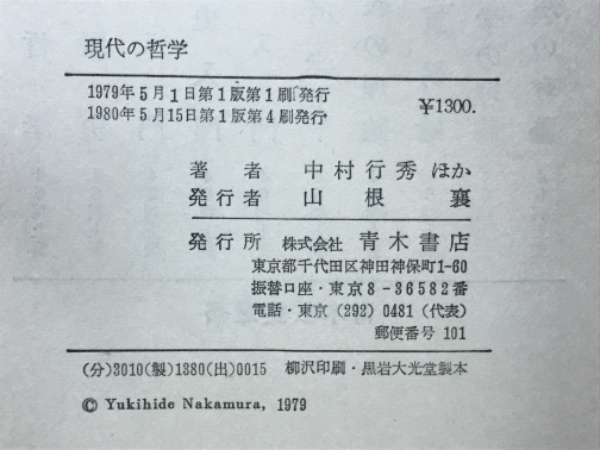 現代の哲学
1979年5月1日第1版第1刷発行
1980年5月15日第1版第4刷発行
¥1300.
著者 中村行秀ほか
発行者 山根襄
発行所 株式会社 青木書店
東京都千代田区神田神保町1-60
振替口座・東京8-36582番
電話・東京(292)0481(代表)
郵便番号 101
(分)3010(製)1380(出)0015 柳沢印刷・黒岩大光堂製本
© Yukihide Nakamura, 1979